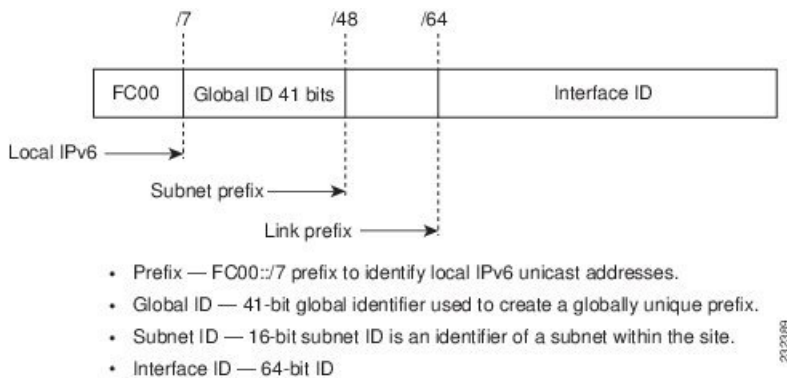 /7 /48 /64
FC00 Global ID 41 bits Interface ID
Local IPv6
Subnet prefix
Link prefix
• Prefix — FC00::/7 prefix to identify local IPv6 unicast addresses.
• Global ID — 41-bit global identifier used to create a globally unique prefix.
• Subnet ID — 16-bit subnet ID is an identifier of a subnet within the site.
• Interface ID — 64-bit ID
232389